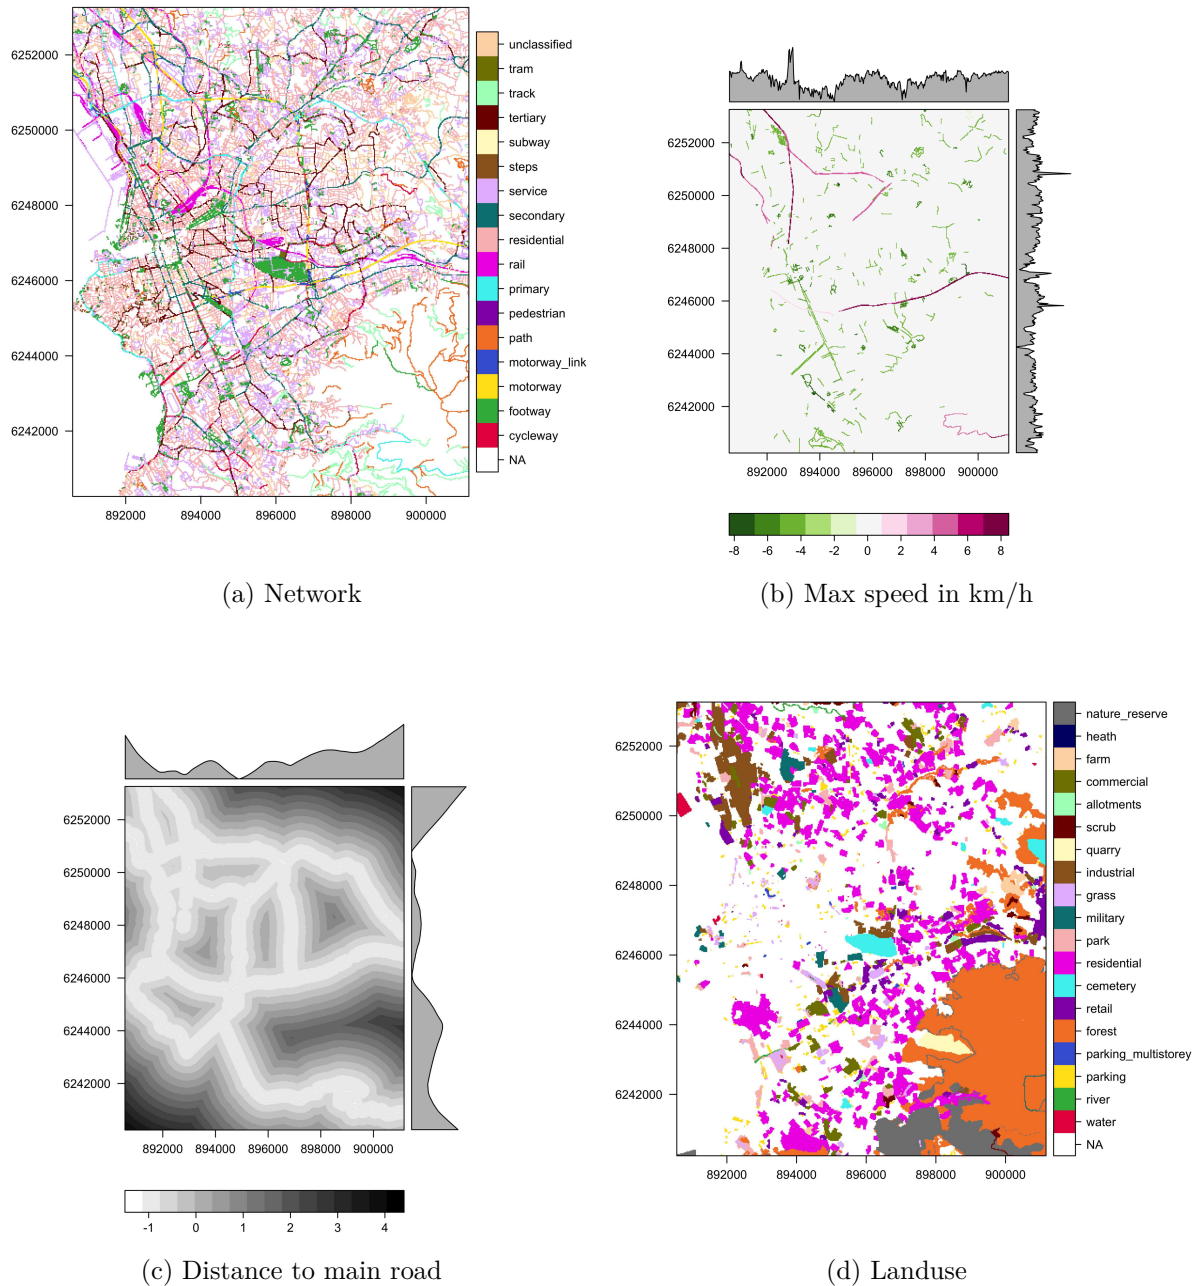 6252000
6250000
6248000
6246000
6244000
6242000
892000 894000 896000 898000 900000
unclassified
tram
track
tertiary
subway
steps
service
secondary
residential
rail
primary
pedestrian
path
motorway_link
motorway
footway
cycleway
NA
(a) Network
6252000
6250000
6248000
6246000
6244000
6242000
892000 894000 896000 898000 900000
-8 -6 -4 -2 0 2 4 6 8
(b) Max speed in km/h
6252000
6250000
6248000
6246000
6244000
6242000
892000 894000 896000 898000 900000
-1 0 1 2 3 4
(c) Distance to main road
6252000
6250000
6248000
6246000
6244000
6242000
892000 894000 896000 898000 900000
nature_reserve
heath
farm
commercial
allotments
scrub
quarry
industrial
grass
military
park
residential
cemetery
retail
forest
parking_multistorey
parking
river
water
NA
(d) Landuse